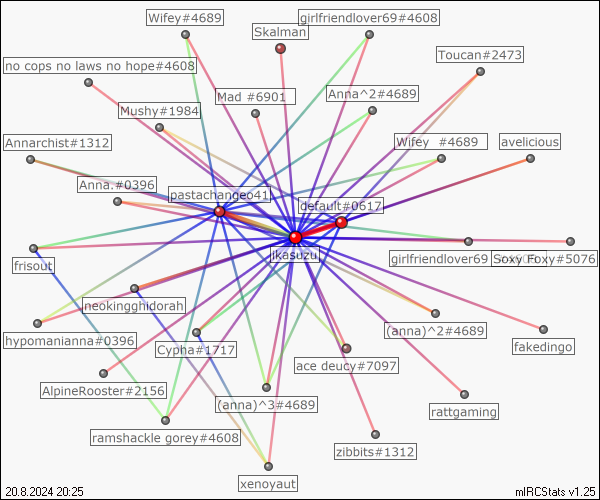 Wifey#4689
girlfriendlover69#4608
Skalman
Toucan#2473
no cops no laws no hope#4608
Mad #6901
Anna^2#4689
Mushy#1984
Annarchist#1312
Wifey #4689
avelicious
Anna.#0396
pastachange641
default#0617
jkasuzu
frisout
girlfriendlover69
Foxy#5076
neokingghidorah
hypomanianna#0396
Cypha#1717
(anna)^2#4689
fakedingo
ace deucy#7097
AlpineRooster#2156
(anna)^3#4689
rattgaming
ramshackle gorey#4608
zibbits#1312
xenoyaut
20.8.2024 20:25
mIRCStats v1.25